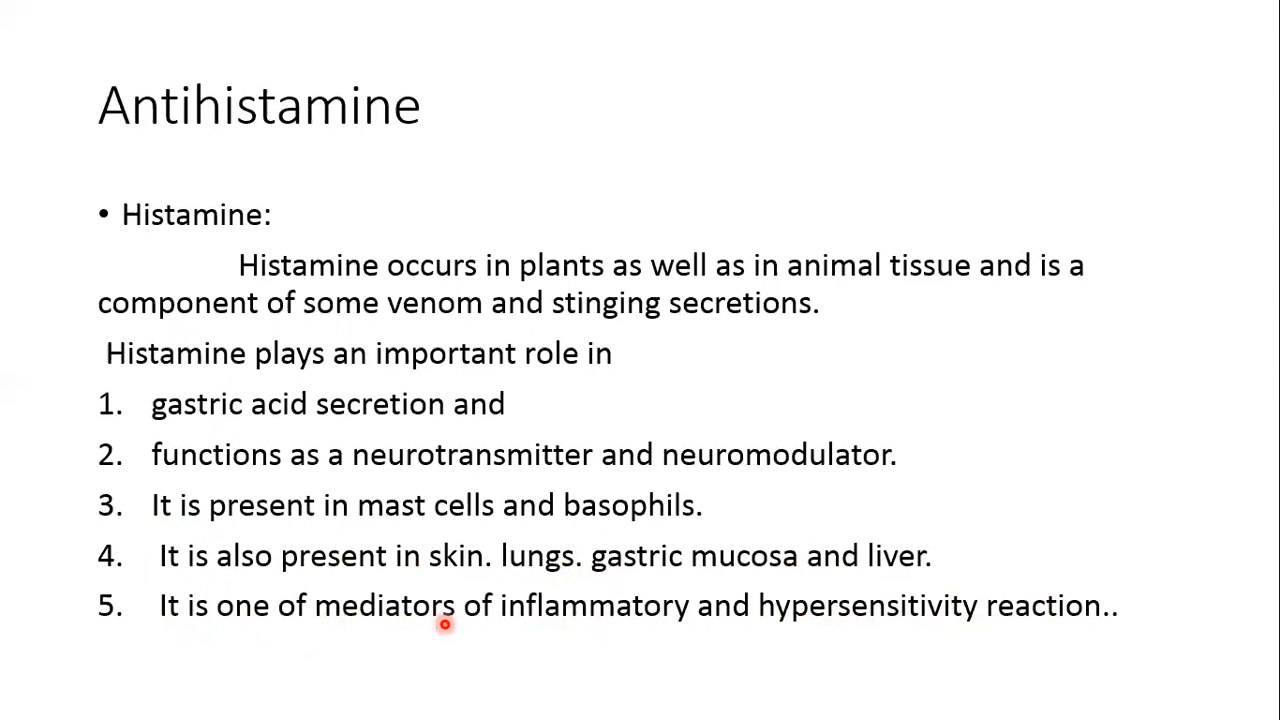 Antihistamine
• Histamine:
Histamine occurs in plants as well as in animal tissue and is a
component of some venom and stinging secretions.
Histamine plays an important role in
1. gastric acid secretion and
2. functions as a neurotransmitter and neuromodulator.
3. It is present in mast cells and basophils.
4. It is also present in skin. lungs. gastric mucosa and liver.
5. It is one of mediators of inflammatory and hypersensitivity reaction..